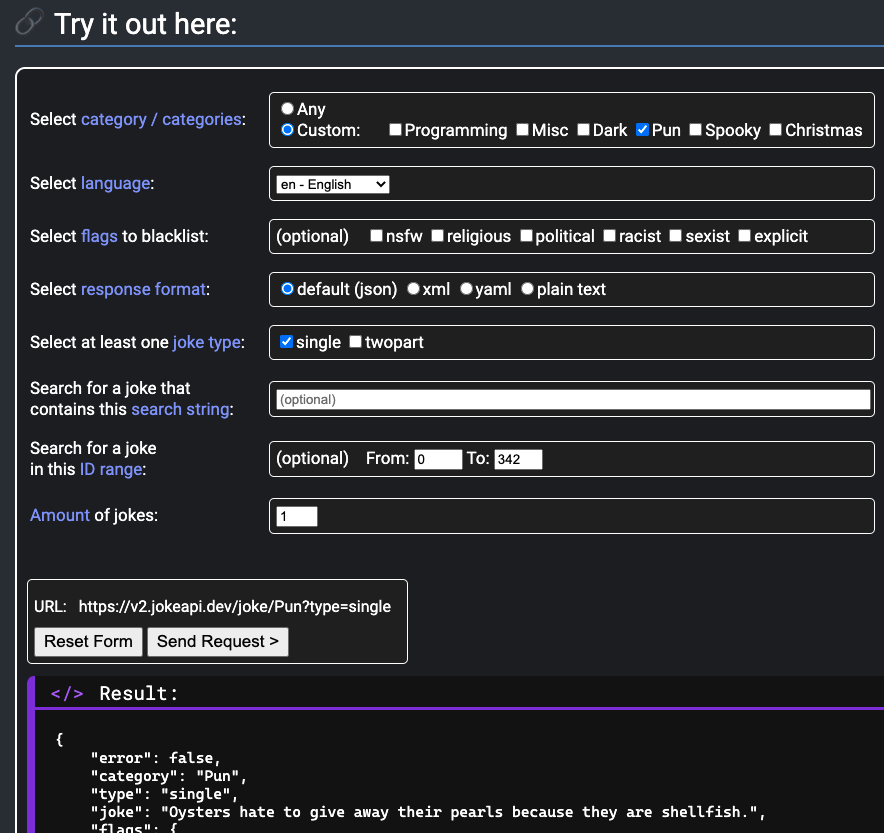 Try it out here:
Select category / categories:
Any
Custom: Programming Misc Dark Pun Spooky Christmas
Select language:
en - English
Select flags to blacklist:
(optional) nsfw religious political racist sexist explicit
Select response format:
default (json) xml yaml plain text
Select at least one joke type:
single twopart
Search for a joke that
contains this search string:
(optional)
Search for a joke
in this ID range:
(optional) From: 0 To: 342
Amount of jokes:
1
URL: https://v2.jokeapi.dev/joke/Pun?type=single
Reset Form Send Request >
</> Result:
{
"error": false,
"category": "Pun",
"type": "single",
"joke": "Oysters hate to give away their pearls because they are shellfish.",
"flags": {